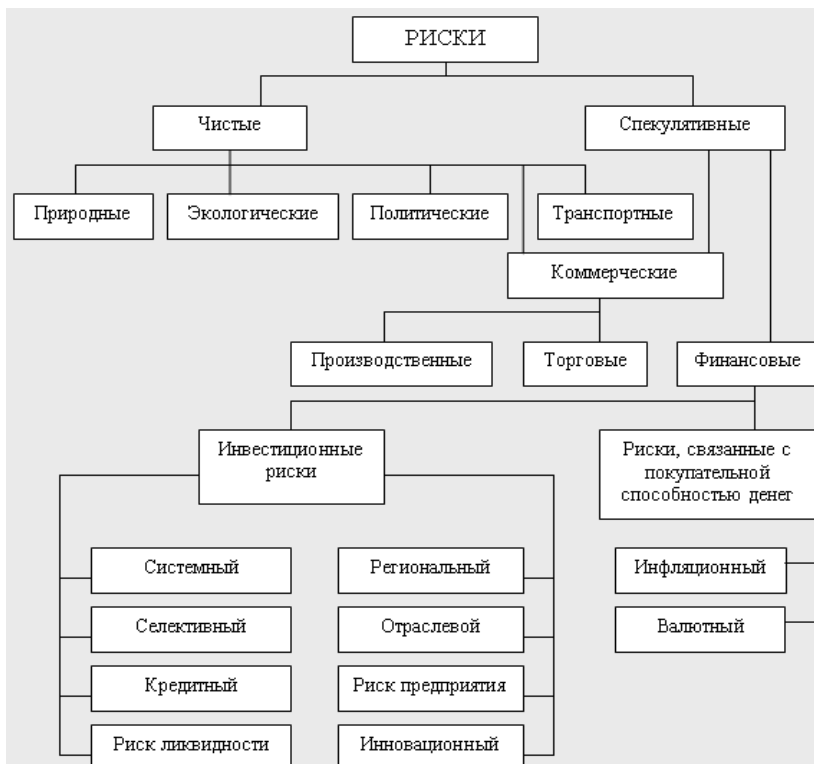 РИСКИ
Чистые
Спекулятивные
Природные
Экологические
Политические
Транспортные
Коммерческие
Производственные
Торговые
Финансовые
Инвестиционные
риски
Риски, связанные с
покупательной
способностью денег
Системный
Региональный
Инфляционный
Селективный
Отраслевой
Валютный
Кредитный
Риск предприятия
Риск ликвидности
Инновационный